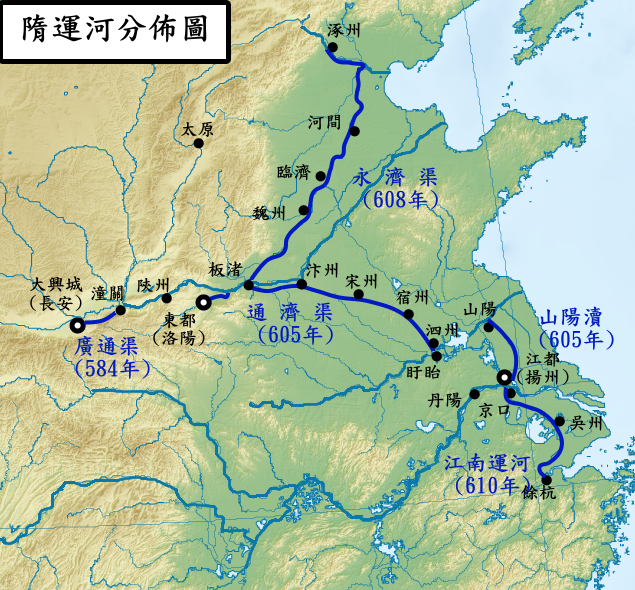 隋運河分佈圖
涿州
河間
太原
臨濟
永濟渠
（608年）
魏州
板渚
汴州
宋州
大興城
（長安）
潼關
陝州
東都
（洛陽）
通濟渠
（605年）
宿州
山陽
山陽瀆
（605年）
廣通渠
（584年）
泗州
盱眙
江都
（揚州）
丹陽
京口
吳州
江南運河
（610年）
餘杭